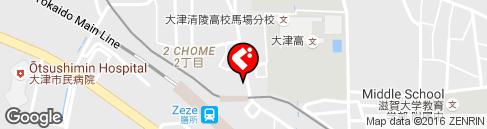 Tokaido Main Line
大津清陵高校馬場分校
大津高
2 CHOME
2丁目
Ōtsushimin Hospital
大津市民病院
Zeze
膳所
Middle School
滋賀大学教育
Google
Map data ©2016 ZENRIN